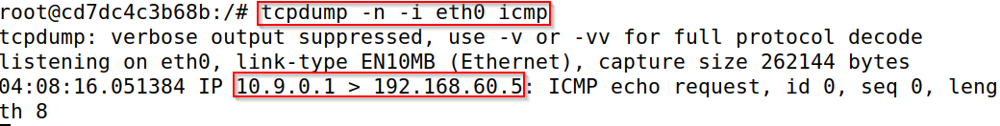 root@cd7dc4c3b68b:/# tcpdump -n -i eth0 icmp
tcpdump: verbose output suppressed, use -v or -vv for full protocol decode
listening on eth0, link-type EN10MB (Ethernet), capture size 262144 bytes
04:08:16.051384 IP 10.9.0.1 > 192.168.60.5: ICMP echo request, id 0, seq 0, leng
th 8